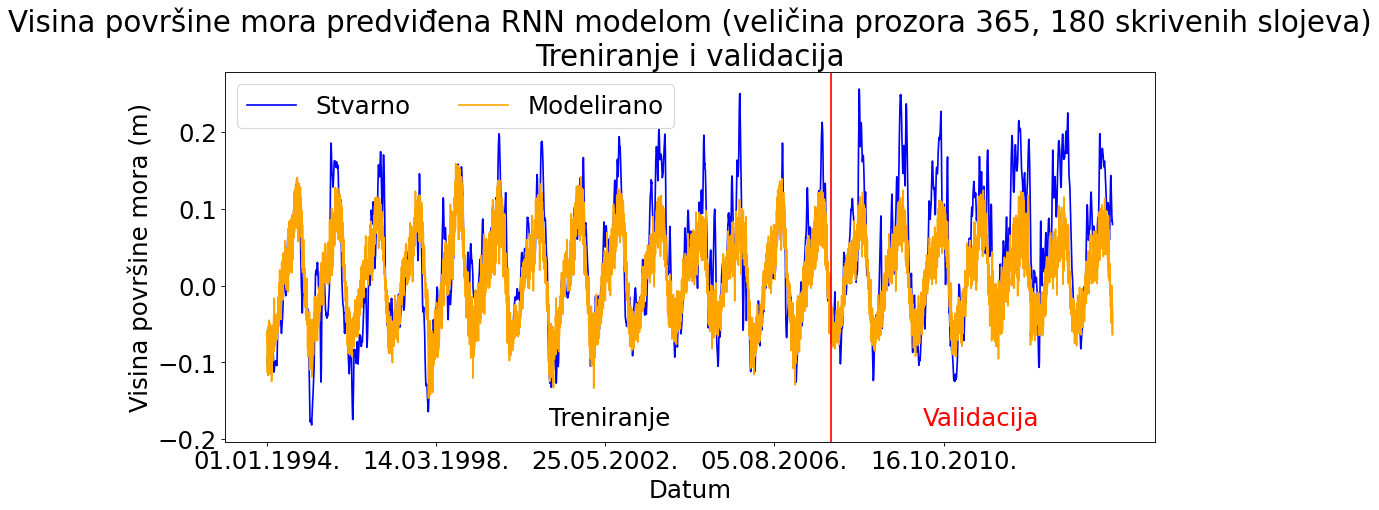 Visina površine mora predviđena RNN modelom (veličina prozora 365, 180 skrivenih slojeva)
Treniranje i validacija
Stvarno Modelirano
Visina površine mora (m)
0.2
0.1
0.0
−0.1
−0.2
Treniranje Validacija
01.01.1994. 14.03.1998. 25.05.2002. 05.08.2006. 16.10.2010.
Datum